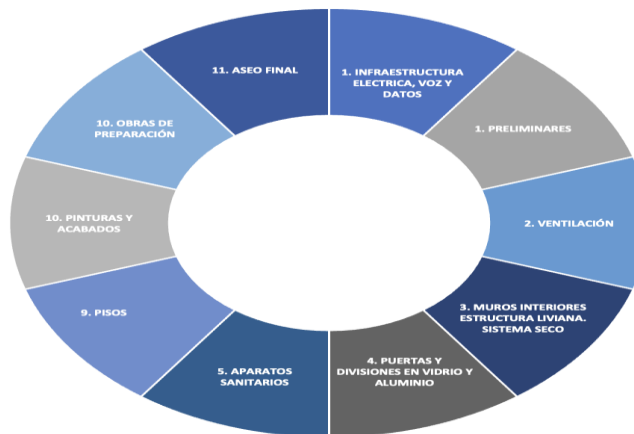 1. INFRAESTRUCTURA
ELECTRICA, VOZ Y
DATOS
1. PRELIMINARES
2. VENTILACIÓN
3. MUROS INTERIORES
ESTRUCTURA LIVIANA.
SISTEMA SECO
4. PUERTAS Y
DIVISIONES EN VIDRIO Y
ALUMINIO
5. APARATOS
SANITARIOS
9. PISOS
10. PINTURAS Y
ACABADOS
10. OBRAS DE
PREPARACIÓN
11. ASEO FINAL